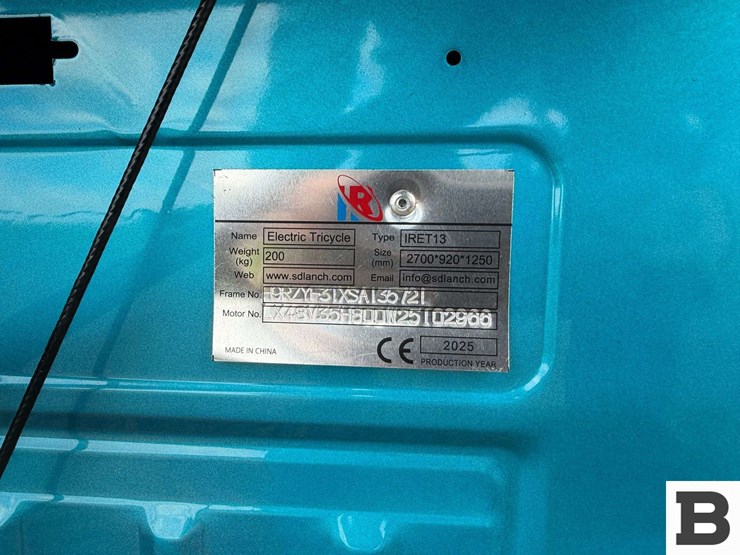 Name Electric Tricycle Type IRET13
Weight (kg) 200 Size (mm) 2700*920*1250
Web www.sdlanch.com Email info@sdlanch.com
Frame No.
Motor No.
MADE IN CHINA CE 2025
PRODUCTION YEAR
B